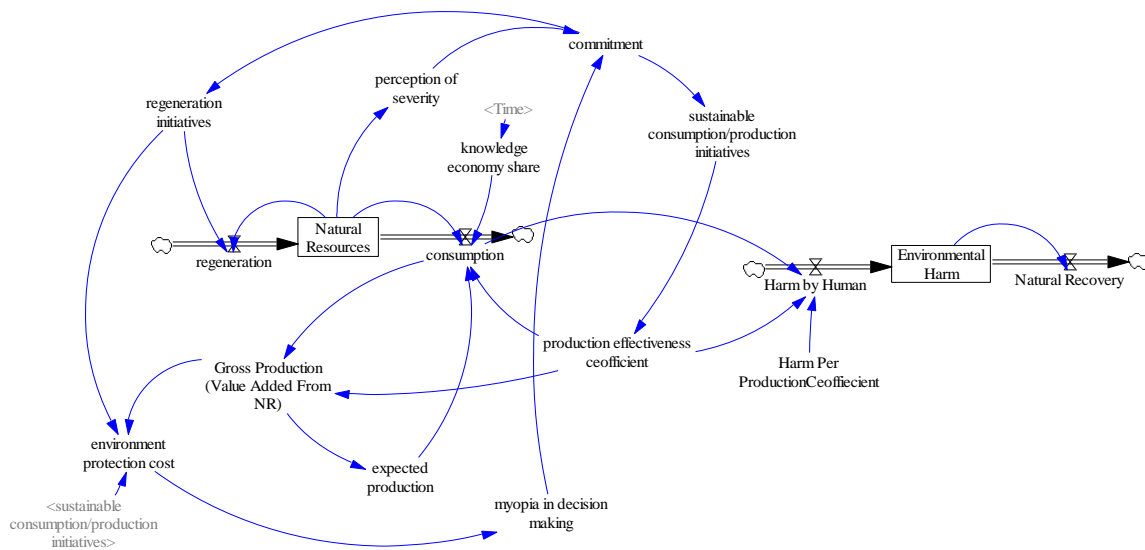 commitment
perception of
severity
regeneration
initiatives
<Time>
sustainable
consumption/production
initiatives
knowledge
economy share
Natural
Resources
regeneration
consumption
Environmental
Harm
Harm by Human
Natural Recovery
production effectiveness
ceofficient
Harm Per
ProductionCeoffiecient
Gross Production
(Value Added From
NR)
environment
protection cost
expected
production
myopia in decision
making
<sustainable
consumption/production
initiatives>